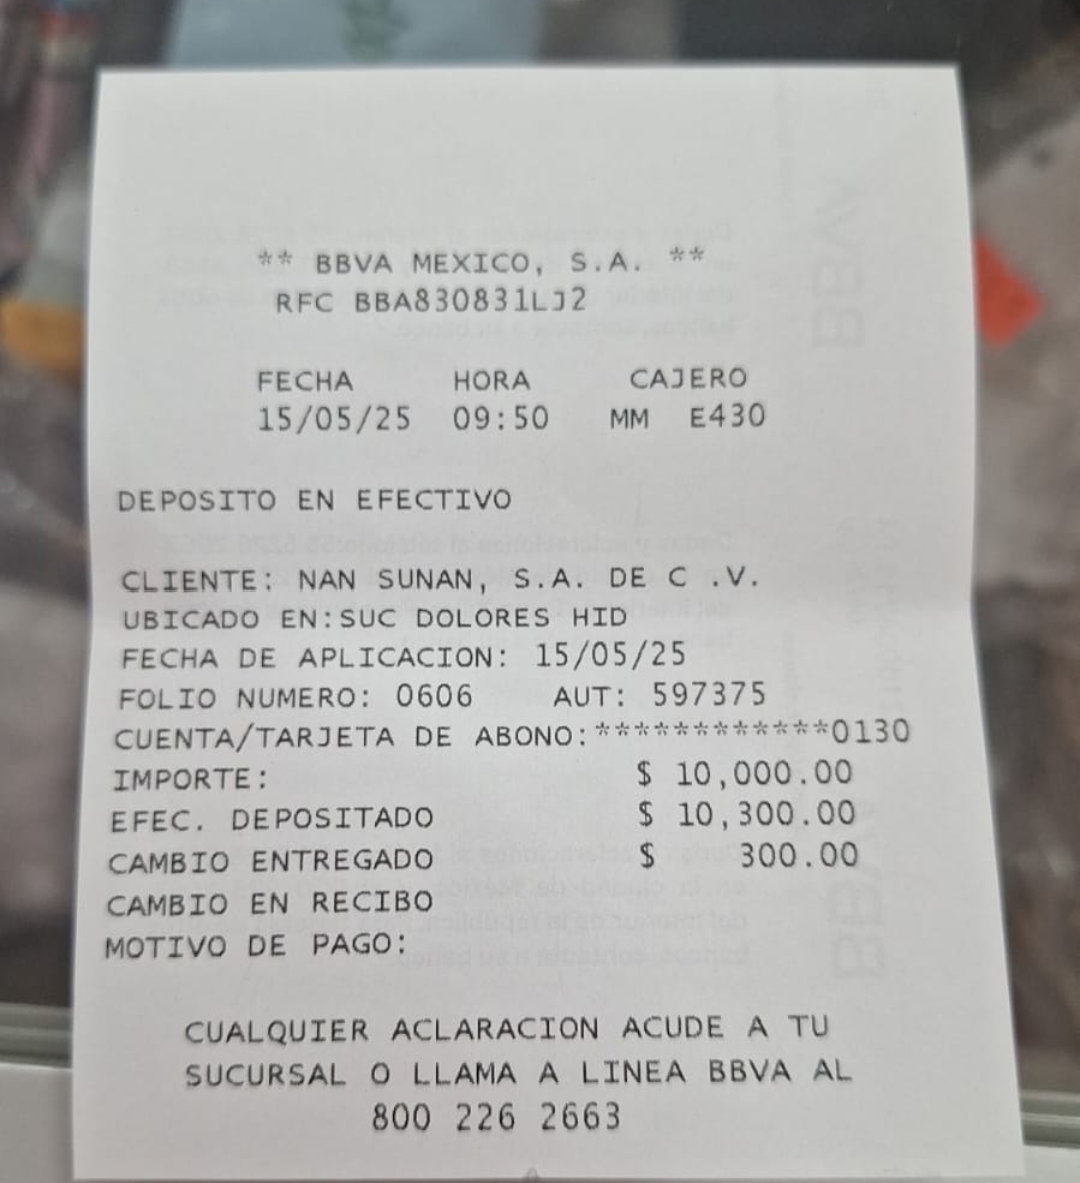 ** BBVA MEXICO, S.A. **
RFC BBA830831LJ2
FECHA HORA CAJERO
15/05/25 09:50 MM E430
DEPOSITO EN EFECTIVO
CLIENTE: NAN SUNAN, S.A. DE C .V.
UBICADO EN:SUC DOLORES HID
FECHA DE APLICACION: 15/05/25
FOLIO NUMERO: 0606 AUT: 597375
CUENTA/TARJETA DE ABONO:************0130
IMPORTE: $ 10,000.00
EFEC. DEPOSITADO $ 10,300.00
CAMBIO ENTREGADO $ 300.00
CAMBIO EN RECIBO
MOTIVO DE PAGO:
CUALQUIER ACLARACION ACUDE A TU
SUCURSAL O LLAMA A LINEA BBVA AL
800 226 2663